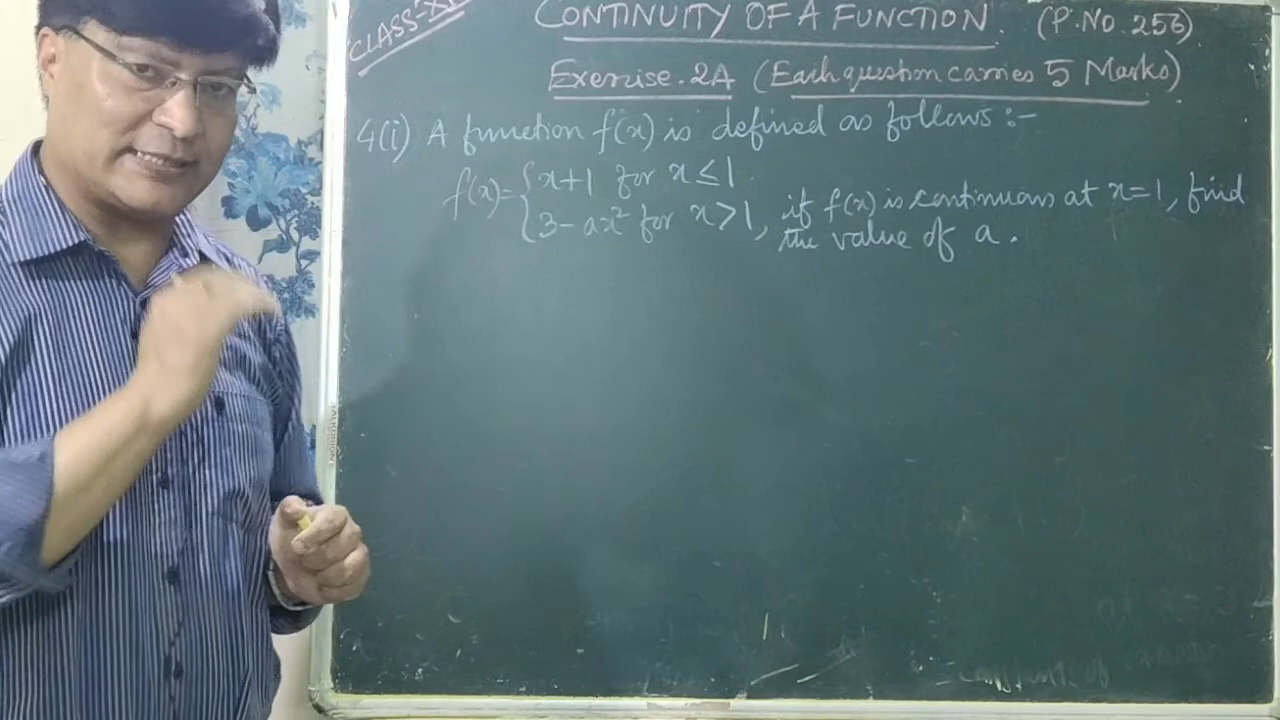 CLASS-XI
CONTINUITY OF A FUNCTION. (P.NO.256)
Exercise.2A (Each question carries 5 Marks)
4(i) A function f(x) is defined as follows:-
f(x)={x+1 for x≤1
{3-ax² for x>1, if f(x) is continuous at x=1, find
the value of a.